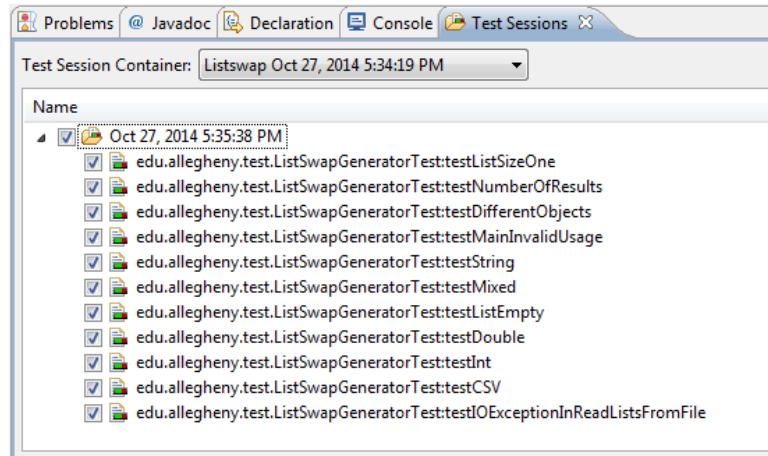 Problems @ Javadoc Declaration Console Test Sessions
Test Session Container: Listswap Oct 27, 2014 5:34:19 PM
Name
Oct 27, 2014 5:35:38 PM
edu.allegheny.test.ListSwapGeneratorTest:testListSizeOne
edu.allegheny.test.ListSwapGeneratorTest:testNumberOfResults
edu.allegheny.test.ListSwapGeneratorTest:testDifferentObjects
edu.allegheny.test.ListSwapGeneratorTest:testMainInvalidUsage
edu.allegheny.test.ListSwapGeneratorTest:testString
edu.allegheny.test.ListSwapGeneratorTest:testMixed
edu.allegheny.test.ListSwapGeneratorTest:testListEmpty
edu.allegheny.test.ListSwapGeneratorTest:testDouble
edu.allegheny.test.ListSwapGeneratorTest:testInt
edu.allegheny.test.ListSwapGeneratorTest:testCSV
edu.allegheny.test.ListSwapGeneratorTest:testIOExceptionInReadListsFromFile